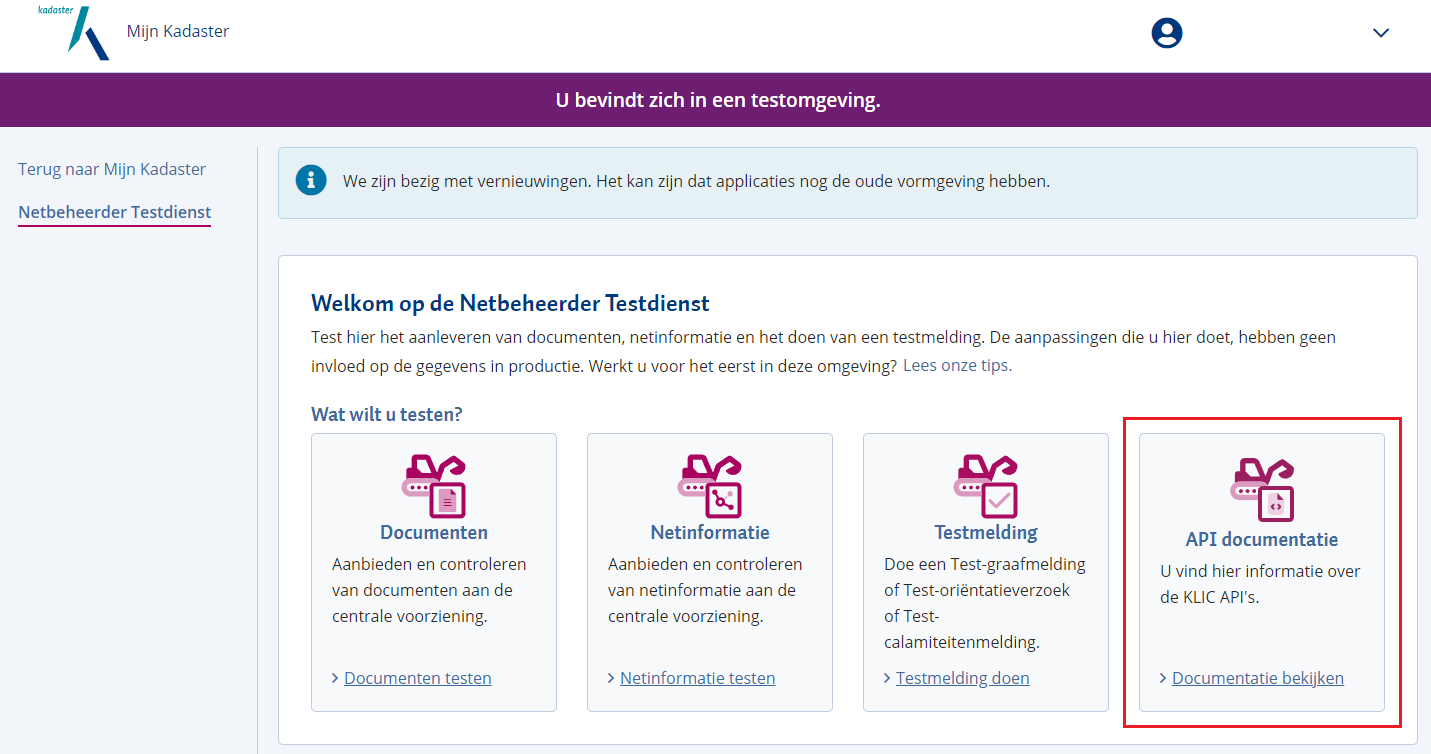 kadaster
Mijn Kadaster
U bevindt zich in een testomgeving.
Terug naar Mijn Kadaster
Netbeheerder Testdienst
We zijn bezig met vernieuwingen. Het kan zijn dat applicaties nog de oude vormgeving hebben.
Welkom op de Netbeheerder Testdienst
Test hier het aanleveren van documenten, netinformatie en het doen van een testmelding. De aanpassingen die u hier doet, hebben geen
invloed op de gegevens in productie. Werkt u voor het eerst in deze omgeving? Lees onze tips.
Wat wilt u testen?
Documenten
Aanbieden en controleren
van documenten aan de
centrale voorziening.
Documenten testen
Netinformatie
Aanbieden en controleren
van netinformatie aan de
centrale voorziening.
Netinformatie testen
Testmelding
Doe een Test-graafmelding
of Test-oriëntatieverzoek
of Test-
calamiteitenmelding.
Testmelding doen
API documentatie
U vind hier informatie over
de KLIC API's.
Documentatie bekijken